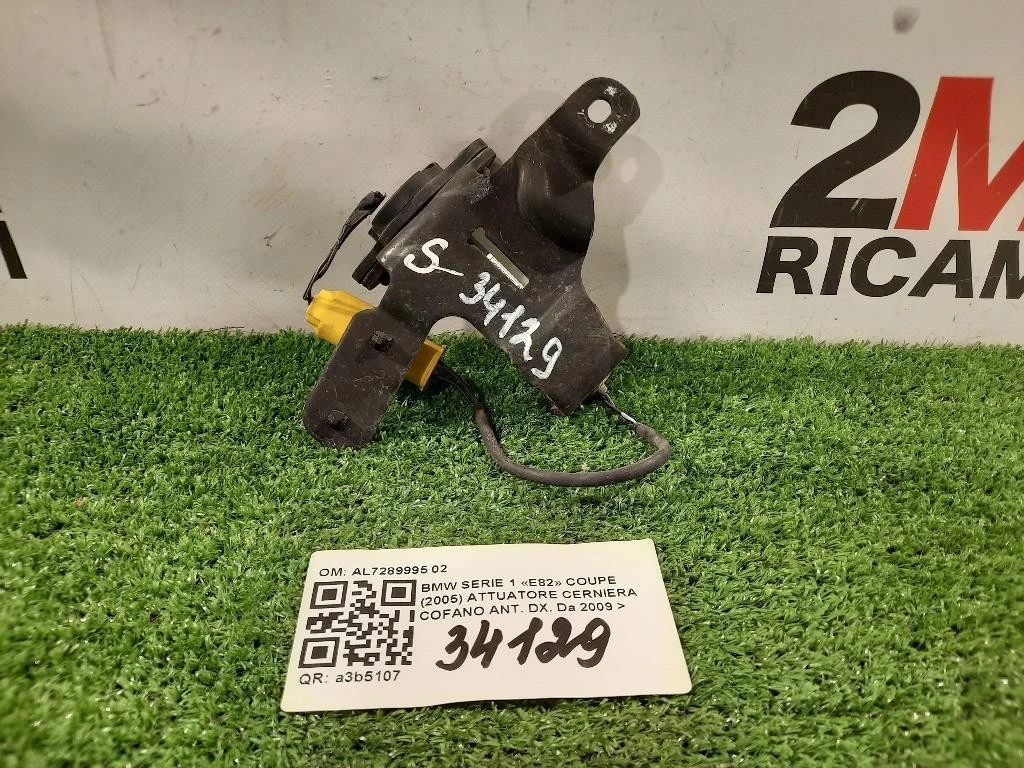 2M
RICAM
S-34129
OM: AL7289995 02
BMW SERIE 1 «E82» COUPE
(2005) ATTUATORE CERNIERA
COFANO ANT. DX. Da 2009 >
34129
QR: a3b5107